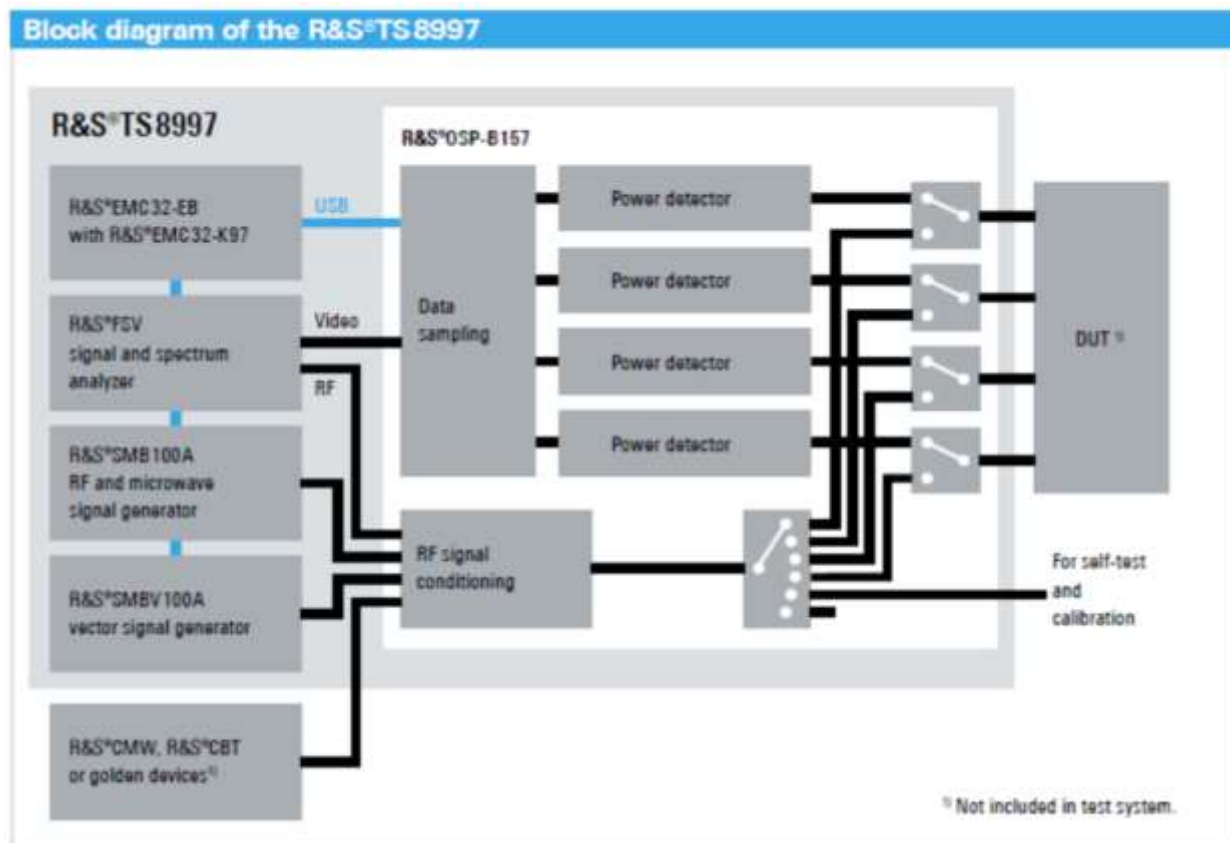 Block diagram of the R&S®TS8997
R&S®TS8997
R&S®OSP-B157
R&S®EMC32-EB
with R&S®EMC32-K97
USB
R&S®FSV
signal and spectrum
analyzer
Video
RF
R&S®SMB100A
RF and microwave
signal generator
R&S®SMBV100A
vector signal generator
R&S®CMW, R&S®CBT
or golden devices¹⁾
Data
sampling
Power detector
Power detector
Power detector
Power detector
RF signal
conditioning
DUT ¹⁾
For self-test
and
calibration
¹⁾ Not included in test system.